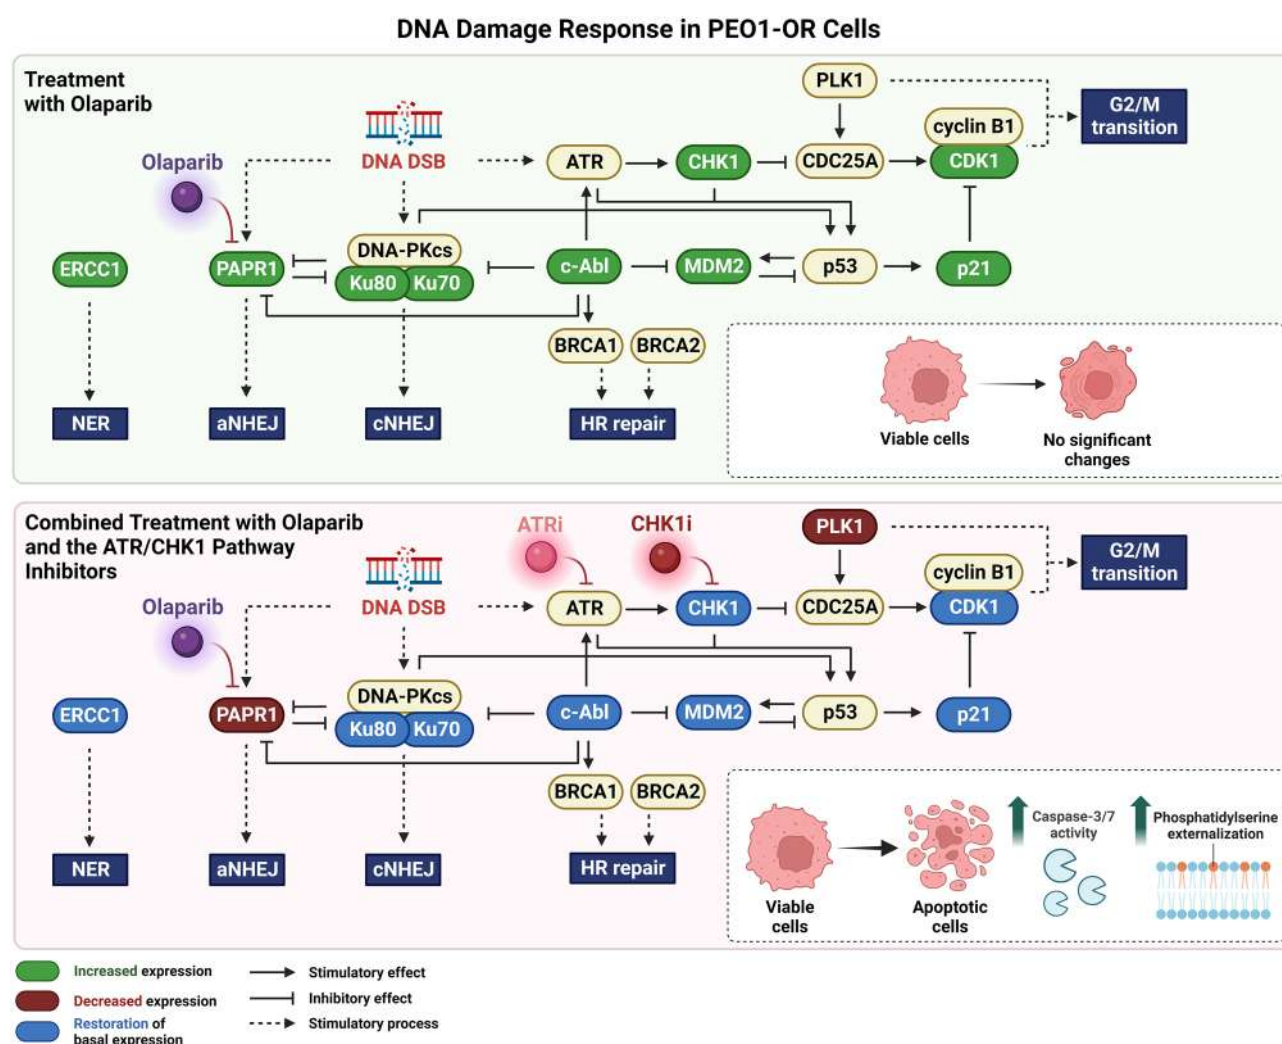 DNA Damage Response in PEO1-OR Cells
Treatment
with Olaparib
PLK1
G2/M
transition
cyclin B1
Olaparib
DNA DSB
ATR
CHK1
CDC25A
CDK1
DNA-PKcs
ERCC1
PAPR1
Ku80
Ku70
c-Abl
MDM2
p53
p21
BRCA1
BRCA2
NER
aNHEJ
cNHEJ
HR repair
Viable cells
No significant
changes
Combined Treatment with Olaparib
and the ATR/CHK1 Pathway
Inhibitors
ATRi
CHK1i
PLK1
G2/M
transition
cyclin B1
Olaparib
DNA DSB
ATR
CHK1
CDC25A
CDK1
DNA-PKcs
ERCC1
PAPR1
Ku80
Ku70
c-Abl
MDM2
p53
p21
BRCA1
BRCA2
NER
aNHEJ
cNHEJ
HR repair
Viable
cells
Apoptotic
cells
Caspase-3/7
activity
Phosphatidylserine
externalization
Increased expression
Decreased expression
Restoration of
basal expression
Stimulatory effect
Inhibitory effect
Stimulatory process